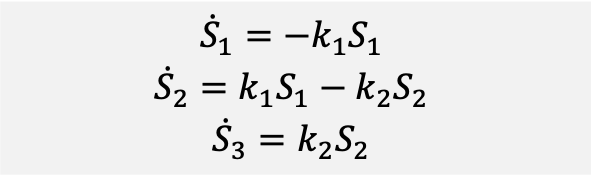 Ṡ₁ = −k₁S₁
Ṡ₂ = k₁S₁ − k₂S₂
Ṡ₃ = k₂S₂